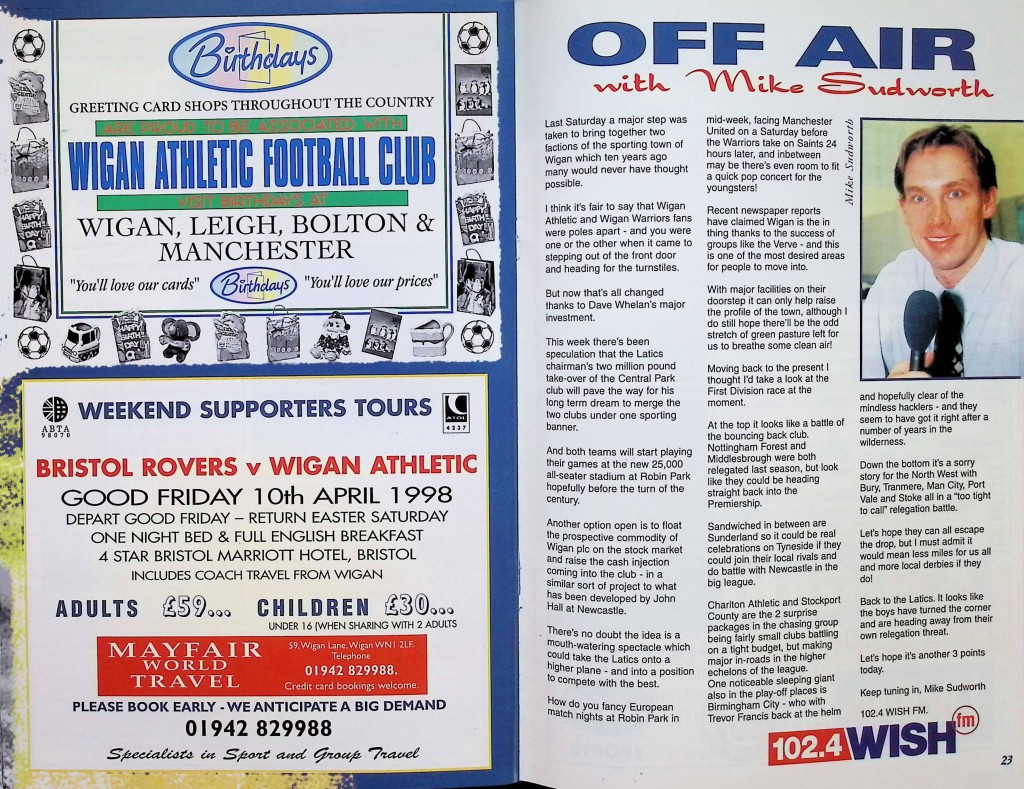 Birthdays
GREETING CARD SHOPS THROUGHOUT THE COUNTRY
ARE PROUD TO BE ASSOCIATED WITH
WIGAN ATHLETIC FOOTBALL CLUB
VISIT BIRTHDAYS AT
WIGAN, LEIGH, BOLTON &
MANCHESTER
"You'll love our cards"
Birthdays
"You'll love our prices"
ABTA
98070
WEEKEND SUPPORTERS TOURS
ATOL
4237
BRISTOL ROVERS v WIGAN ATHLETIC
GOOD FRIDAY 10th APRIL 1998
DEPART GOOD FRIDAY – RETURN EASTER SATURDAY
ONE NIGHT BED & FULL ENGLISH BREAKFAST
4 STAR BRISTOL MARRIOTT HOTEL, BRISTOL
INCLUDES COACH TRAVEL FROM WIGAN
ADULTS £59... CHILDREN £30...
UNDER 16 (WHEN SHARING WITH 2 ADULTS
MAYFAIR
WORLD
TRAVEL
59, Wigan Lane, Wigan WN1 2LF.
Telephone
01942 829988.
Credit card bookings welcome.
PLEASE BOOK EARLY - WE ANTICIPATE A BIG DEMAND
01942 829988
Specialists in Sport and Group Travel
OFF AIR
with Mike Sudworth
Last Saturday a major step was
taken to bring together two
factions of the sporting town of
Wigan which ten years ago
many would never have thought
possible.
I think it's fair to say that Wigan
Athletic and Wigan Warriors fans
were poles apart - and you were
one or the other when it came to
stepping out of the front door
and heading for the turnstiles.
But now that's all changed
thanks to Dave Whelan's major
investment.
This week there's been
speculation that the Latics
chairman's two million pound
take-over of the Central Park
club will pave the way for his
long term dream to merge the
two clubs under one sporting
banner.
And both teams will start playing
their games at the new 25,000
all-seater stadium at Robin Park
hopefully before the turn of the
century.
Another option open is to float
the prospective commodity of
Wigan plc on the stock market
and raise the cash injection
coming into the club - in a
similar sort of project to what
has been developed by John
Hall at Newcastle.
There's no doubt the idea is a
mouth-watering spectacle which
could take the Latics onto a
higher plane - and into a position
to compete with the best.
How do you fancy European
match nights at Robin Park in
mid-week, facing Manchester
United on a Saturday before
the Warriors take on Saints 24
hours later, and inbetween
may be there's even room to fit
a quick pop concert for the
youngsters!
Recent newspaper reports
have claimed Wigan is the in
thing thanks to the success of
groups like the Verve - and this
is one of the most desired areas
for people to move into.
With major facilities on their
doorstep it can only help raise
the profile of the town, although I
do still hope there'll be the odd
stretch of green pasture left for
us to breathe some clean air!
Moving back to the present I
thought I'd take a look at the
First Division race at the
moment.
At the top it looks like a battle of
the bouncing back club.
Nottingham Forest and
Middlesbrough were both
relegated last season, but look
like they could be heading
straight back into the
Premiership.
Sandwiched in between are
Sunderland so it could be real
celebrations on Tyneside if they
could join their local rivals and
do battle with Newcastle in the
big league.
Charlton Athletic and Stockport
County are the 2 surprise
packages in the chasing group
being fairly small clubs battling
on a tight budget, but making
major in-roads in the higher
echelons of the league.
One noticeable sleeping giant
also in the play-off places is
Birmingham City - who with
Trevor Francis back at the helm
Mike Sudworth
and hopefully clear of the
mindless hacklers - and they
seem to have got it right after a
number of years in the
wilderness.
Down the bottom it's a sorry
story for the North West with
Bury, Tranmere, Man City, Port
Vale and Stoke all in a "too tight
to call" relegation battle.
Let's hope they can all escape
the drop, but I must admit it
would mean less miles for us all
and more local derbies if they
do!
Back to the Latics. It looks like
the boys have turned the corner
and are heading away from their
own relegation threat.
Let's hope it's another 3 points
today.
Keep tuning in, Mike Sudworth
102.4 WISH FM.
102.4 WISH fm
23